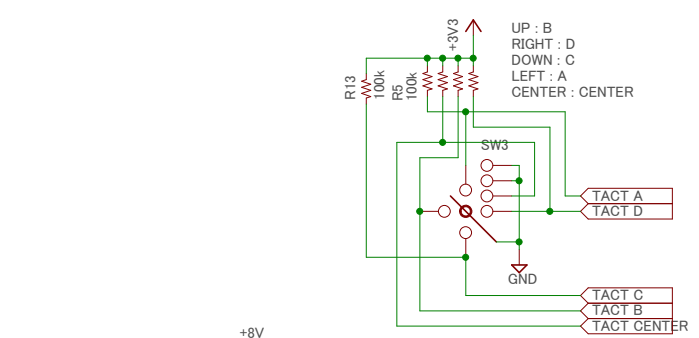 +3V3
UP : B
RIGHT : D
DOWN : C
LEFT : A
CENTER : CENTER
R13
100k
R5
100k
SW3
TACT A
TACT D
GND
TACT C
TACT B
TACT CENTER
+8V